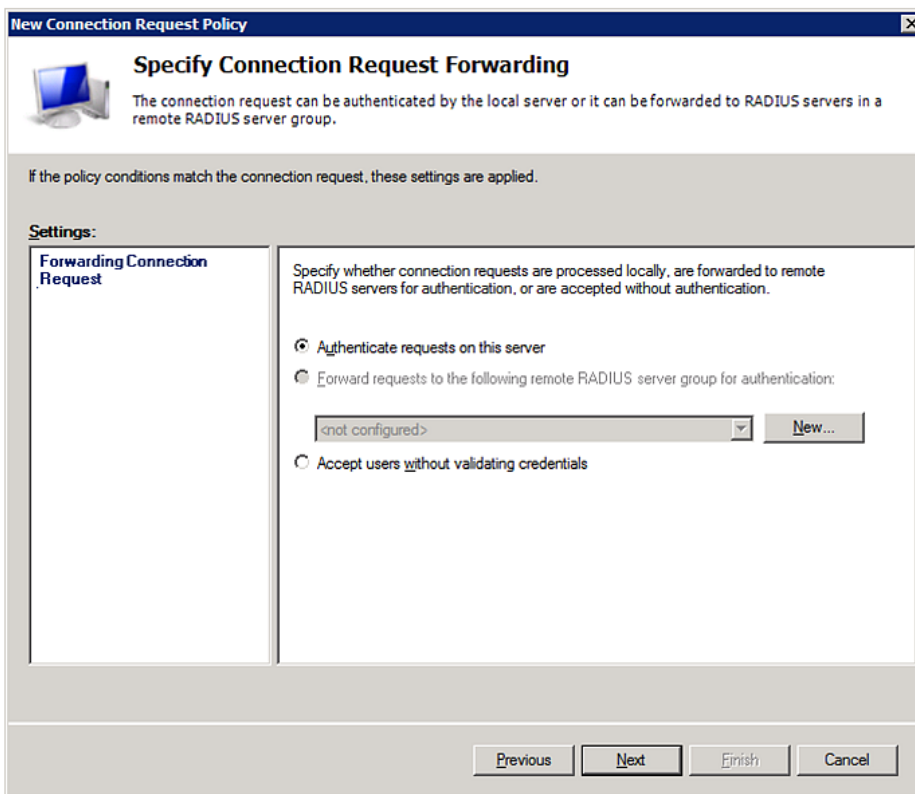 New Connection Request Policy
Specify Connection Request Forwarding
The connection request can be authenticated by the local server or it can be forwarded to RADIUS servers in a
remote RADIUS server group.
If the policy conditions match the connection request, these settings are applied.
Settings:
Forwarding Connection
Request
Specify whether connection requests are processed locally, are forwarded to remote
RADIUS servers for authentication, or are accepted without authentication.
Authenticate requests on this server
Forward requests to the following remote RADIUS server group for authentication:
<not configured>
New...
Accept users without validating credentials
Previous
Next
Finish
Cancel